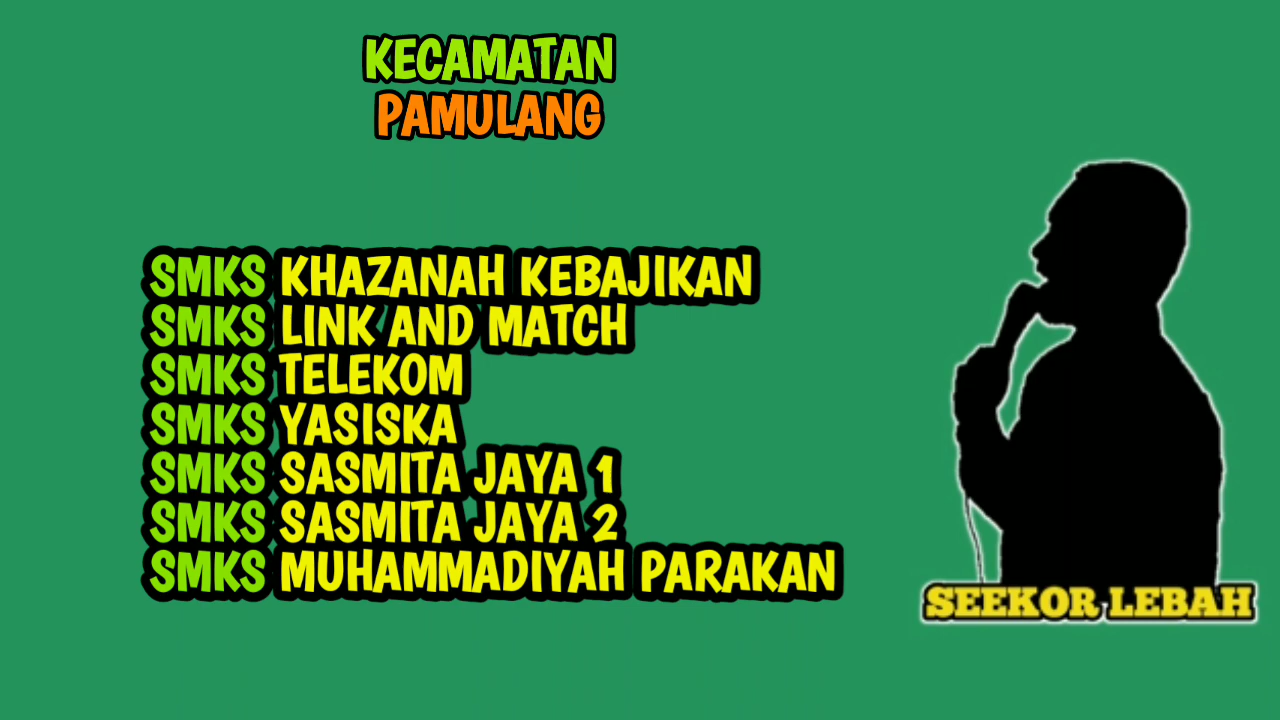 KECAMATAN
PAMULANG
SMKS KHAZANAH KEBAJIKAN
SMKS LINK AND MATCH
SMKS TELEKOM
SMKS YASISKA
SMKS SASMITA JAYA 1
SMKS SASMITA JAYA 2
SMKS MUHAMMADIYAH PARAKAN
SEEKOR LEBAH